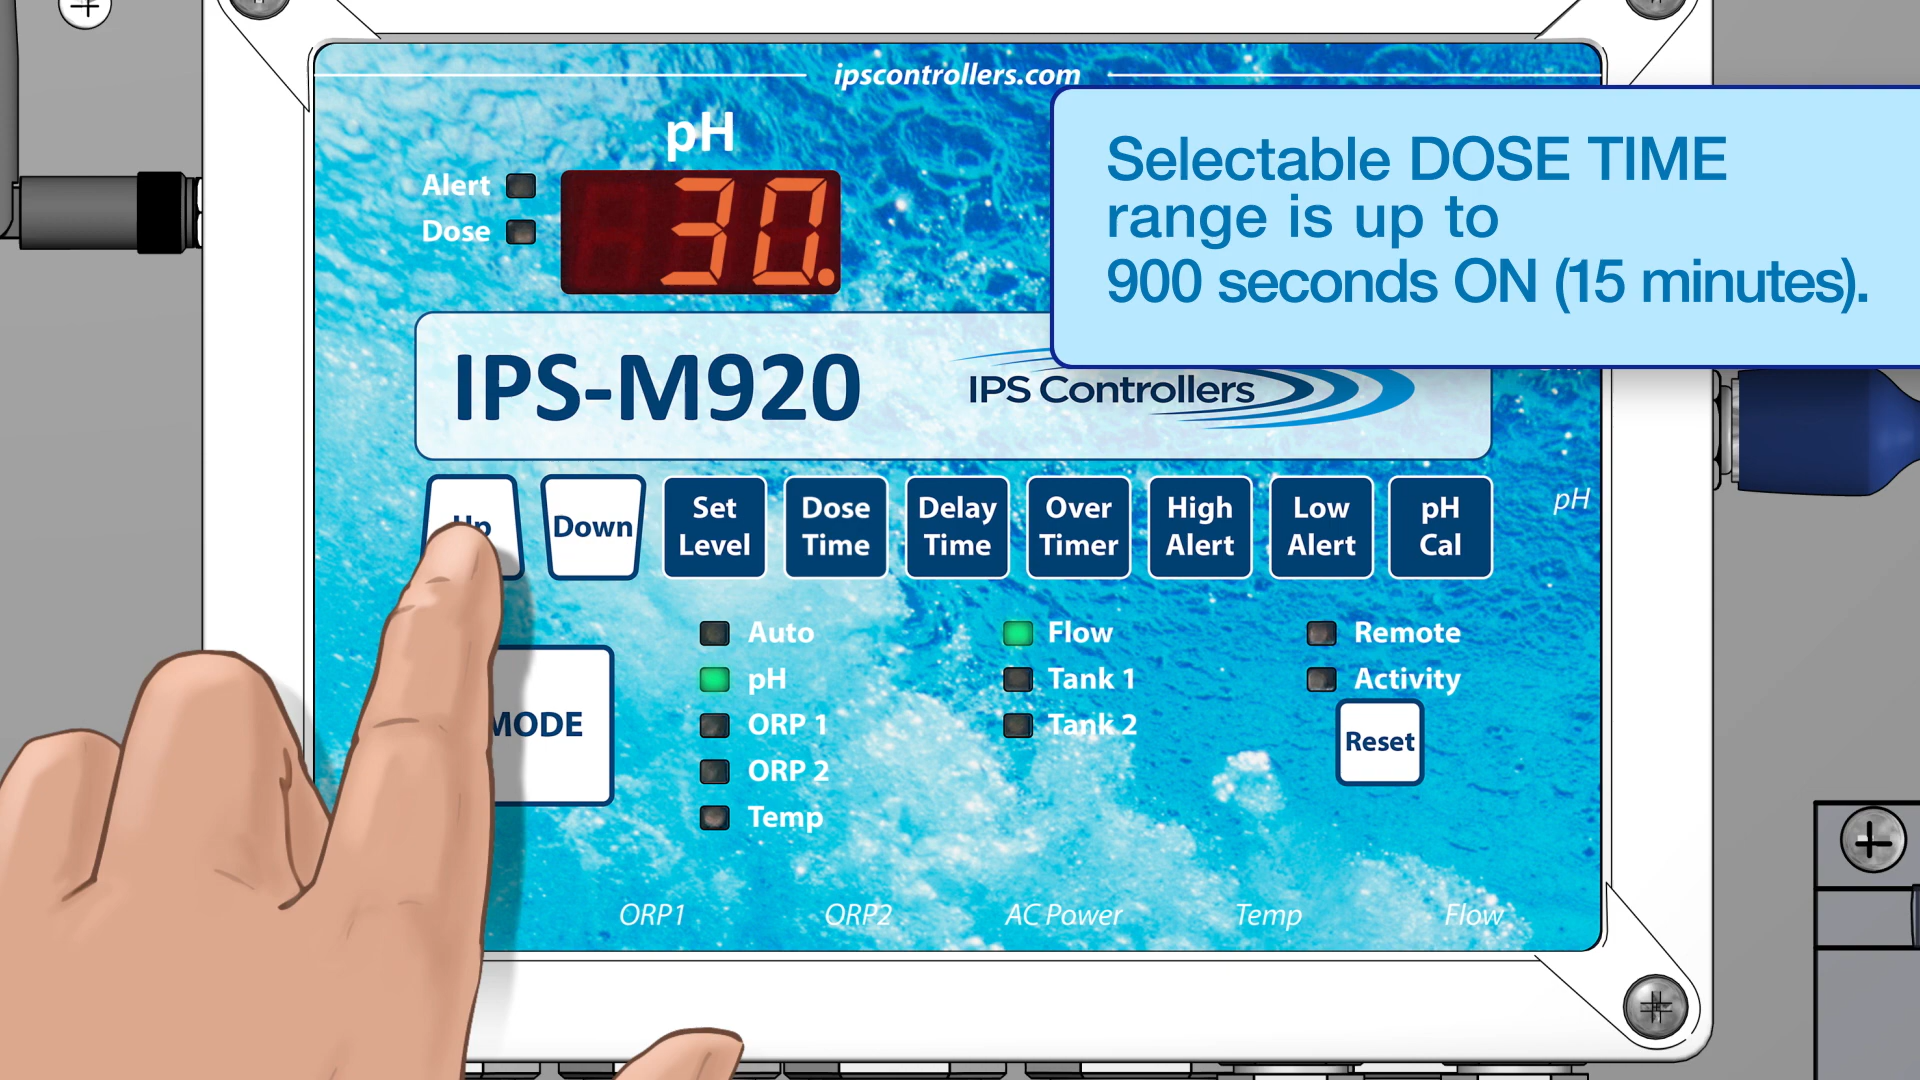 ipscontrollers.com
pH
Alert
Dose
30.
Selectable DOSE TIME
range is up to
900 seconds ON (15 minutes).
IPS-M920
IPS Controllers
Up
Down
Set
Level
Dose
Time
Delay
Time
Over
Timer
High
Alert
Low
Alert
pH
Cal
pH
MODE
Auto
pH
ORP 1
ORP 2
Temp
Flow
Tank 1
Tank 2
Remote
Activity
Reset
ORP1
ORP2
AC Power
Temp
Flow